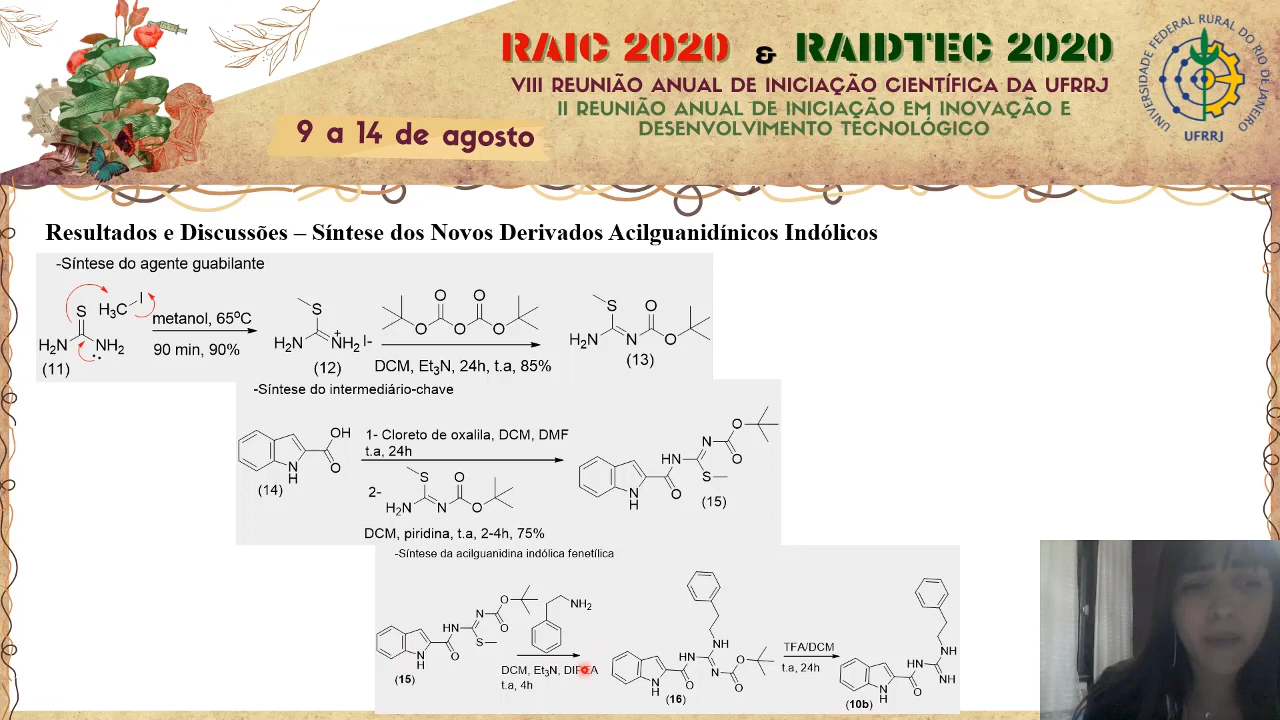 RAIC 2020 & RAIDTEC 2020
VIII REUNIÃO ANUAL DE INICIAÇÃO CIENTÍFICA DA UFRRJ
II REUNIÃO ANUAL DE INICIAÇÃO EM INOVAÇÃO E
DESENVOLVIMENTO TECNOLÓGICO
9 a 14 de agosto
UNIVERSIDADE FEDERAL RURAL DO RIO DE JANEIRO
UFRRJ
Resultados e Discussões – Síntese dos Novos Derivados Acilguanidínicos Indólicos
-Síntese do agente guabilante
S
H₃C
I
H₂N
NH₂
(11)
metanol, 65ºC
90 min, 90%
S
H₂N
NH₂
+
I-
(12)
O
O
O
O
O
DCM, Et₃N, 24h, t.a, 85%
S
O
H₂N
N
O
(13)
-Síntese do intermediário-chave
OH
O
N
H
(14)
1- Cloreto de oxalila, DCM, DMF
t.a, 24h
2-
S
O
H₂N
N
O
DCM, piridina, t.a, 2-4h, 75%
O
N
HN
O
S
O
N
H
(15)
-Síntese da acilguanidina indólica fenetílica
O
N
HN
O
S
O
N
H
(15)
NH₂
DCM, Et₃N, DIPEA
t.a, 4h
NH
HN
O
N
O
O
N
H
(16)
TFA/DCM
t.a, 24h
NH
HN
NH
O
N
H
(10b)